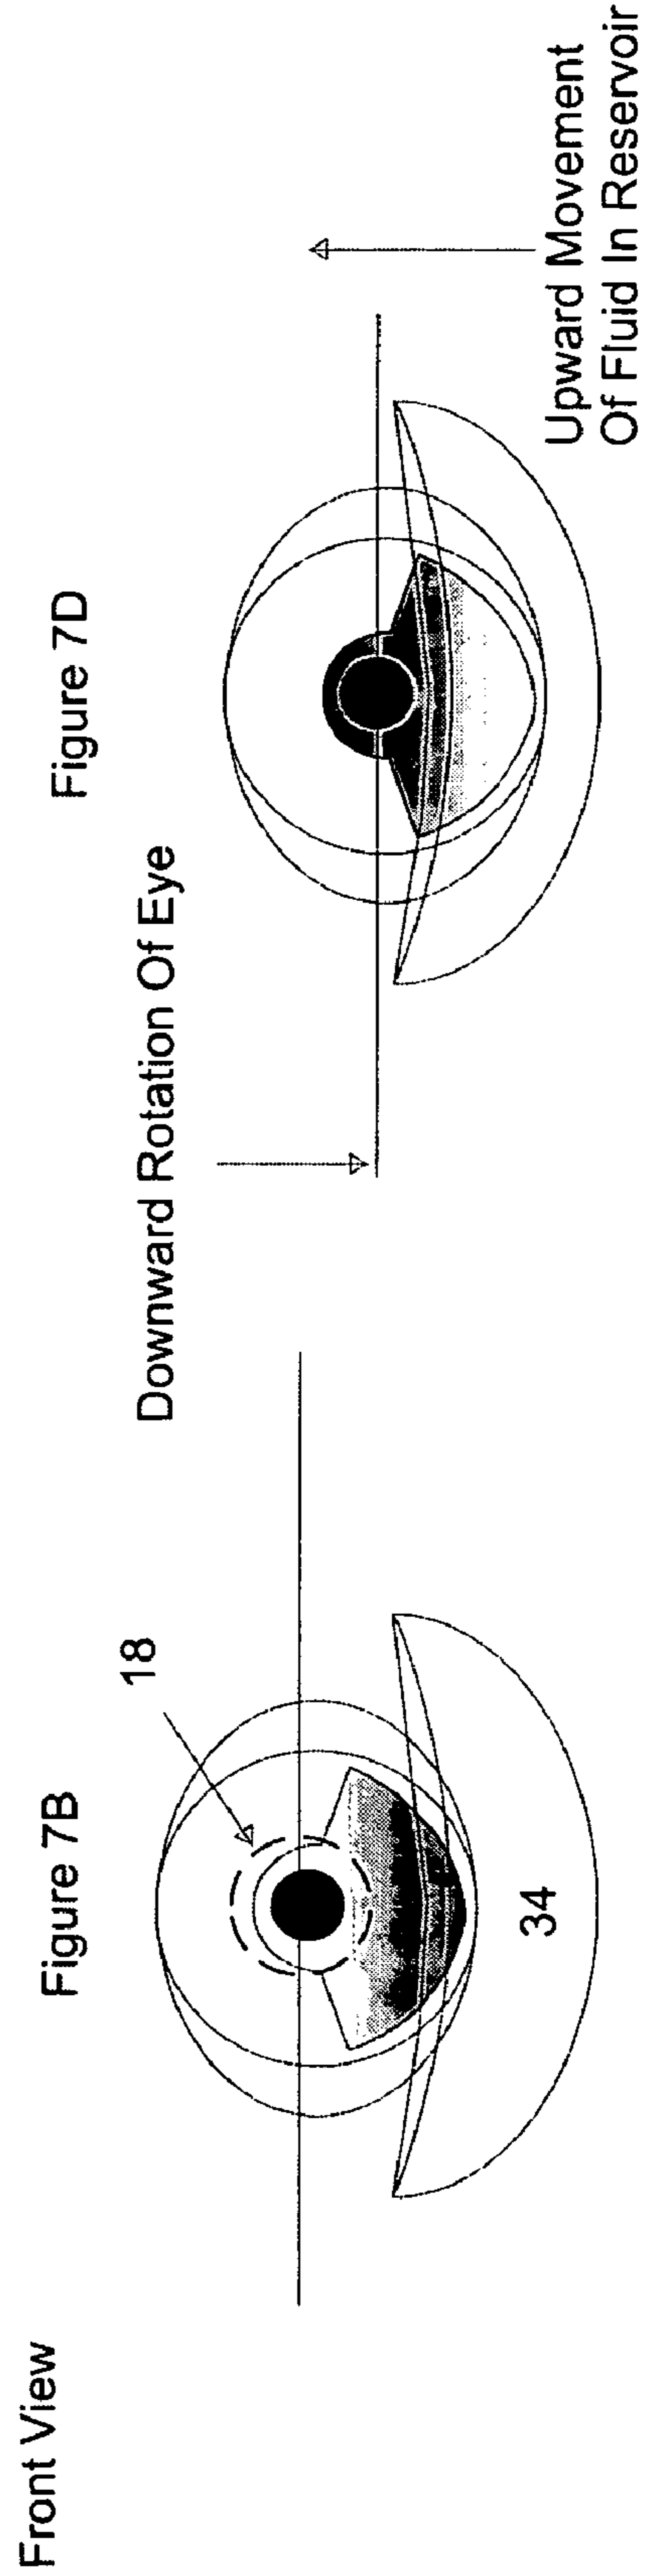 Front View
Figure 7B
18
34
Downward Rotation Of Eye
Figure 7D
Upward Movement
Of Fluid In Reservoir